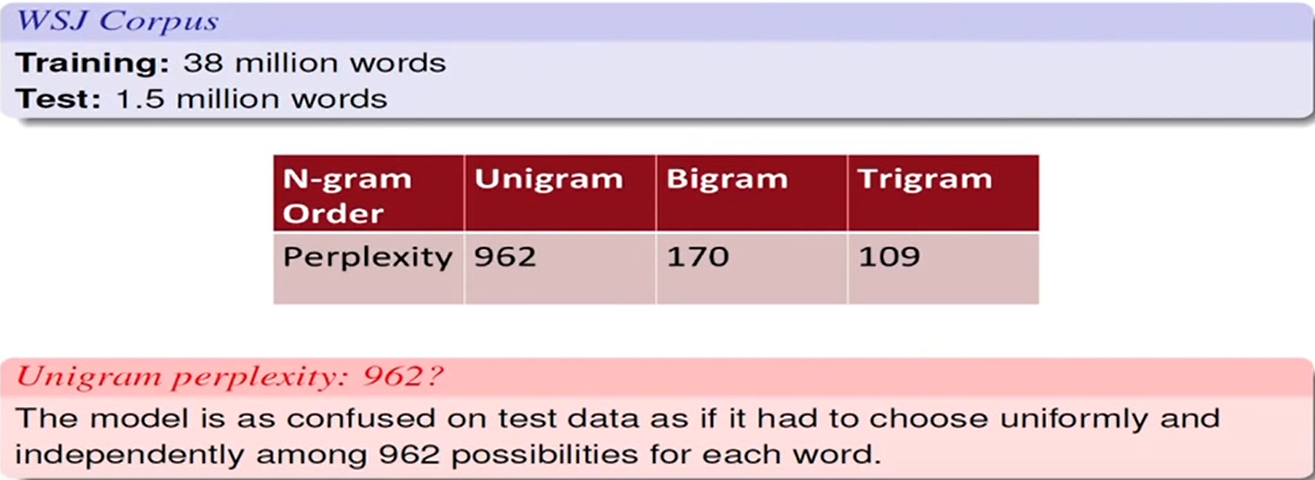 WSJ Corpus
Training: 38 million words
Test: 1.5 million words
N-gram Order Unigram Bigram Trigram
Perplexity 962 170 109
Unigram perplexity: 962?
The model is as confused on test data as if it had to choose uniformly and
independently among 962 possibilities for each word.